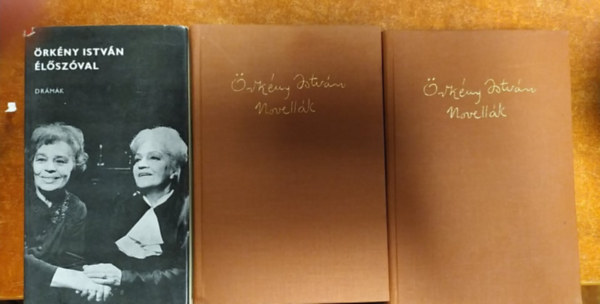 ÖRKÉNY ISTVÁN
ÉLŐSZÓVAL
DRÁMÁK
Örkény István
Novellák
Örkény István
Novellák